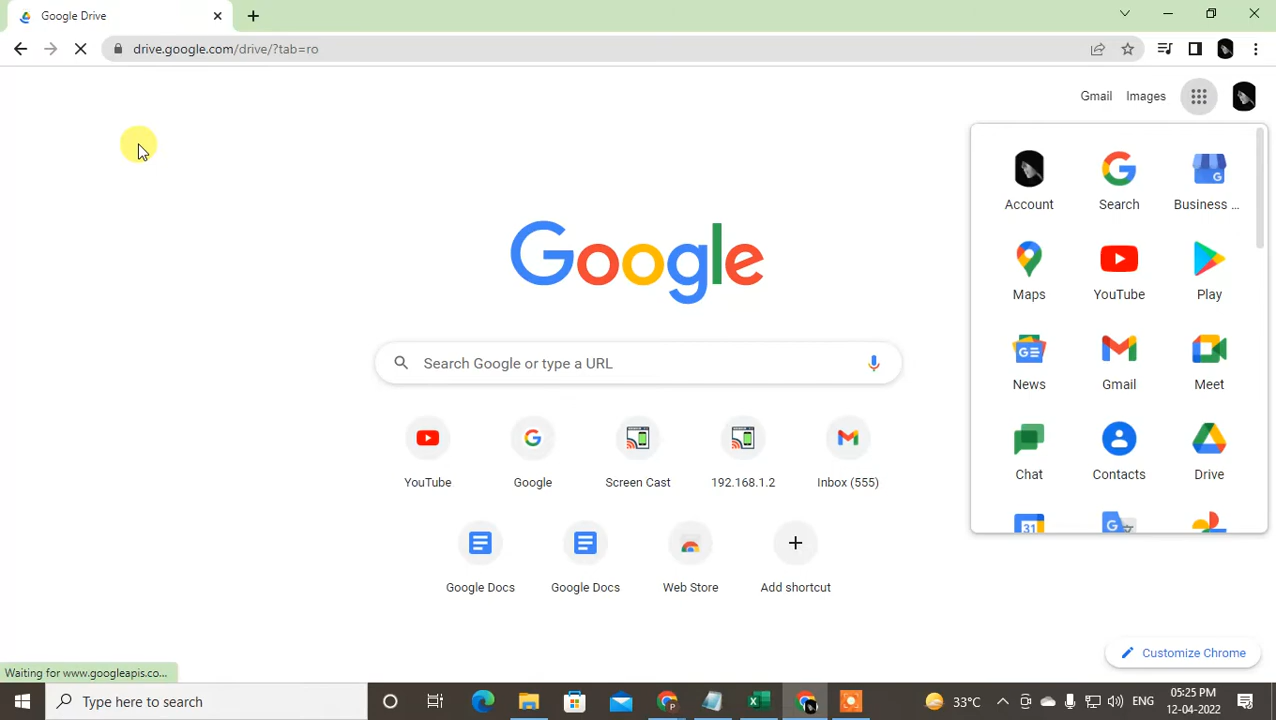 Google Drive
drive.google.com/drive/?tab=ro
Gmail Images
Account Search Business ...
Maps YouTube Play
News Gmail Meet
Chat Contacts Drive
31
Google
Search Google or type a URL
YouTube Google Screen Cast 192.168.1.2 Inbox (555)
Google Docs Google Docs Web Store Add shortcut
Customize Chrome
Waiting for www.googleapis.co...
Type here to search
33°C ENG 05:25 PM
12-04-2022